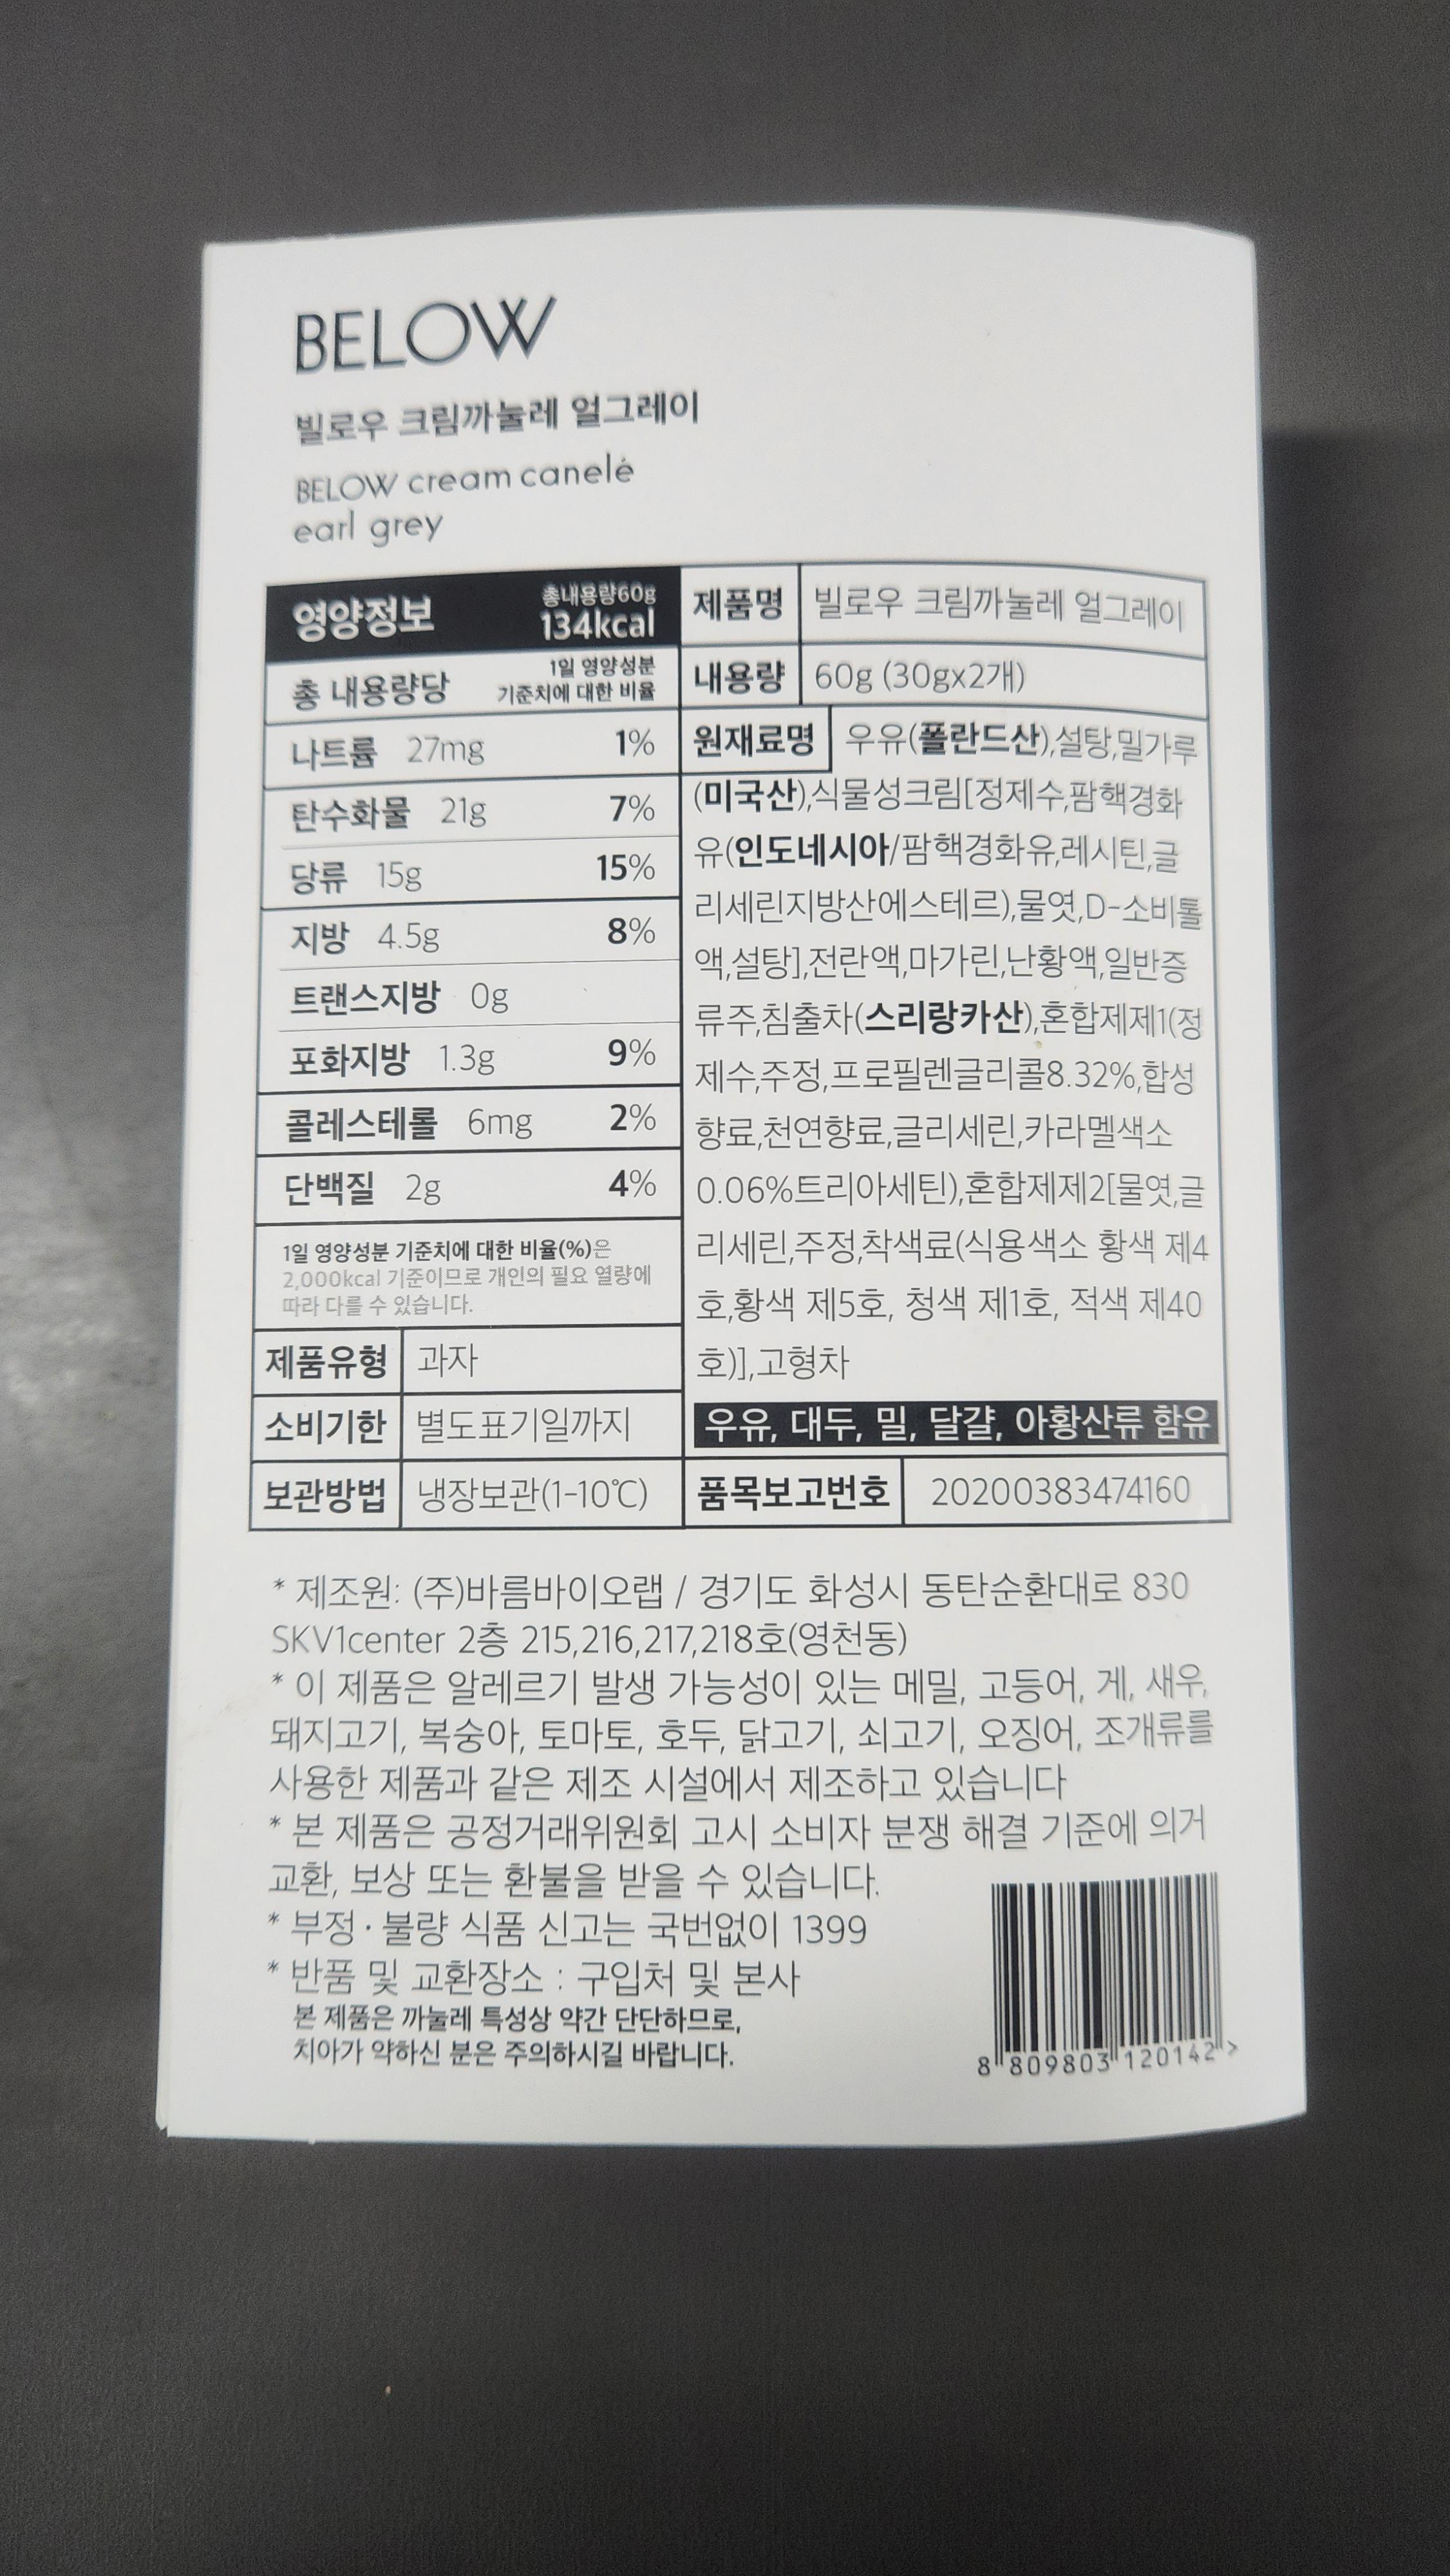 BELOW
빌로우 크림까눌레 얼그레이
BELOW cream canelé
earl grey
영양정보 총내용량60g
134kcal
총 내용량당 1일 영양성분
기준치에 대한 비율
나트륨 27mg 1%
탄수화물 21g 7%
당류 15g 15%
지방 4.5g 8%
트랜스지방 0g
포화지방 1.3g 9%
콜레스테롤 6mg 2%
단백질 2g 4%
1일 영양성분 기준치에 대한 비율(%)은
2,000kcal 기준이므로 개인의 필요 열량에
따라 다를 수 있습니다.
제품유형 과자
소비기한 별도표기일까지
보관방법 냉장보관(1-10℃)
제품명 빌로우 크림까눌레 얼그레이
내용량 60g (30gx2개)
원재료명 우유(폴란드산),설탕,밀가루
(미국산),식물성크림[정제수,팜핵경화
유(인도네시아/팜핵경화유,레시틴,글
리세린지방산에스테르),물엿,D-소비톨
액,설탕],전란액,마가린,난황액,일반증
류주,침출차(스리랑카산),혼합제제1(정
제수,주정,프로필렌글리콜8.32%,합성
향료,천연향료,글리세린,카라멜색소
0.06%트리아세틴),혼합제제2[물엿,글
리세린,주정,착색료(식용색소 황색 제4
호,황색 제5호, 청색 제1호, 적색 제40
호)],고형차
우유, 대두, 밀, 달걀, 아황산류 함유
품목보고번호 20200383474160
* 제조원: (주)바름바이오랩 / 경기도 화성시 동탄순환대로 830
SKV1center 2층 215,216,217,218호(영천동)
* 이 제품은 알레르기 발생 가능성이 있는 메밀, 고등어, 게, 새우,
돼지고기, 복숭아, 토마토, 호두, 닭고기, 쇠고기, 오징어, 조개류를
사용한 제품과 같은 제조 시설에서 제조하고 있습니다
* 본 제품은 공정거래위원회 고시 소비자 분쟁 해결 기준에 의거
교환, 보상 또는 환불을 받을 수 있습니다.
* 부정·불량 식품 신고는 국번없이 1399
* 반품 및 교환장소 : 구입처 및 본사
본 제품은 까눌레 특성상 약간 단단하므로,
치아가 약하신 분은 주의하시길 바랍니다.
8 809803 120142 >